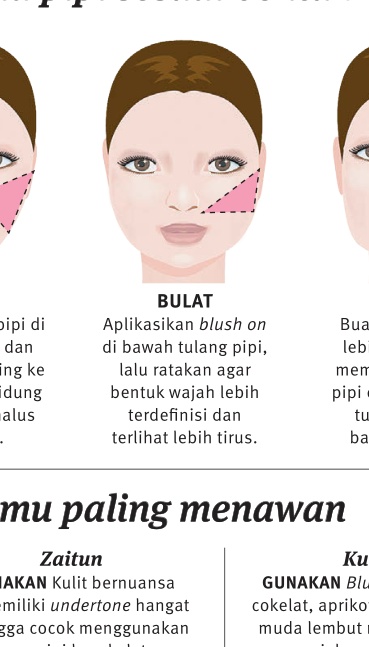 pipi di
dan
ing ke
idung
halus
.
BULAT
Aplikasikan blush on
di bawah tulang pipi,
lalu ratakan agar
bentuk wajah lebih
terdefinisi dan
terlihat lebih tirus.
Bua
leb
mem
pipi
tu
ba
mu paling menawan
Zaitun
NAKAN Kulit bernuansa
emiliki undertone hangat
gga cocok menggunakan
Ku
GUNAKAN Blu
cokelat, apriko
muda lembut